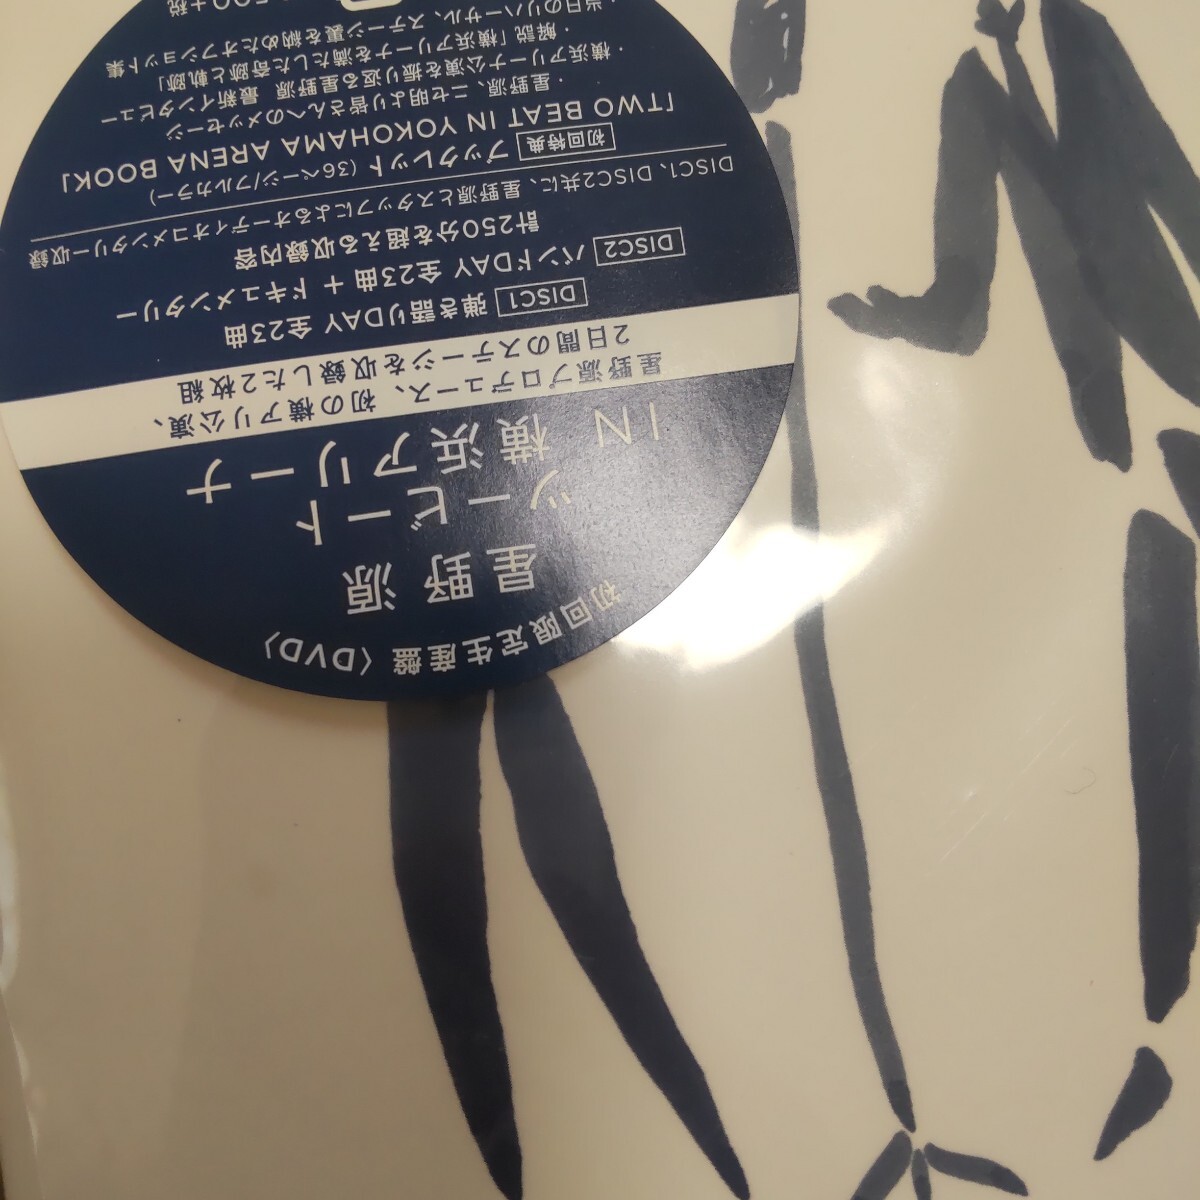 初回限定生産盤〈DVD〉
星野源
ツービート
IN 横浜アリーナ
星野源プロデュース、初の横アリ公演、
2日間のステージを収録した2枚組
DISC1 弾き語りDAY 全23曲
DISC2 バンドDAY 全23曲 + ドキュメンタリー
計250分を超える収録内容
DISC1、DISC2共に、星野源とスタッフによるオーディオコメンタリー収録
初回特典 ブックレット (36ページ/フルカラー)
「TWO BEAT IN YOKOHAMA ARENA BOOK」
・星野源、ニセ明より皆さんへのメッセージ
・横浜アリーナ公演を振り返る星野源 最新インタビュー
・解説「横浜アリーナを満たした奇跡と軌跡」
・当日のリハーサル、ステージ裏を納めたオフショット集
500+税